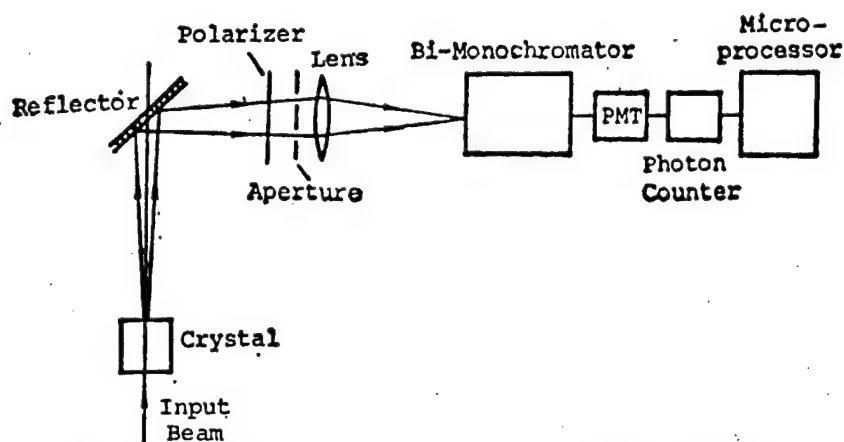 Polarizer
Lens
Bi-Monochromator
Micro-
processor
Reflector
PMT
Aperture
Photon
Counter
Crystal
Input
Beam